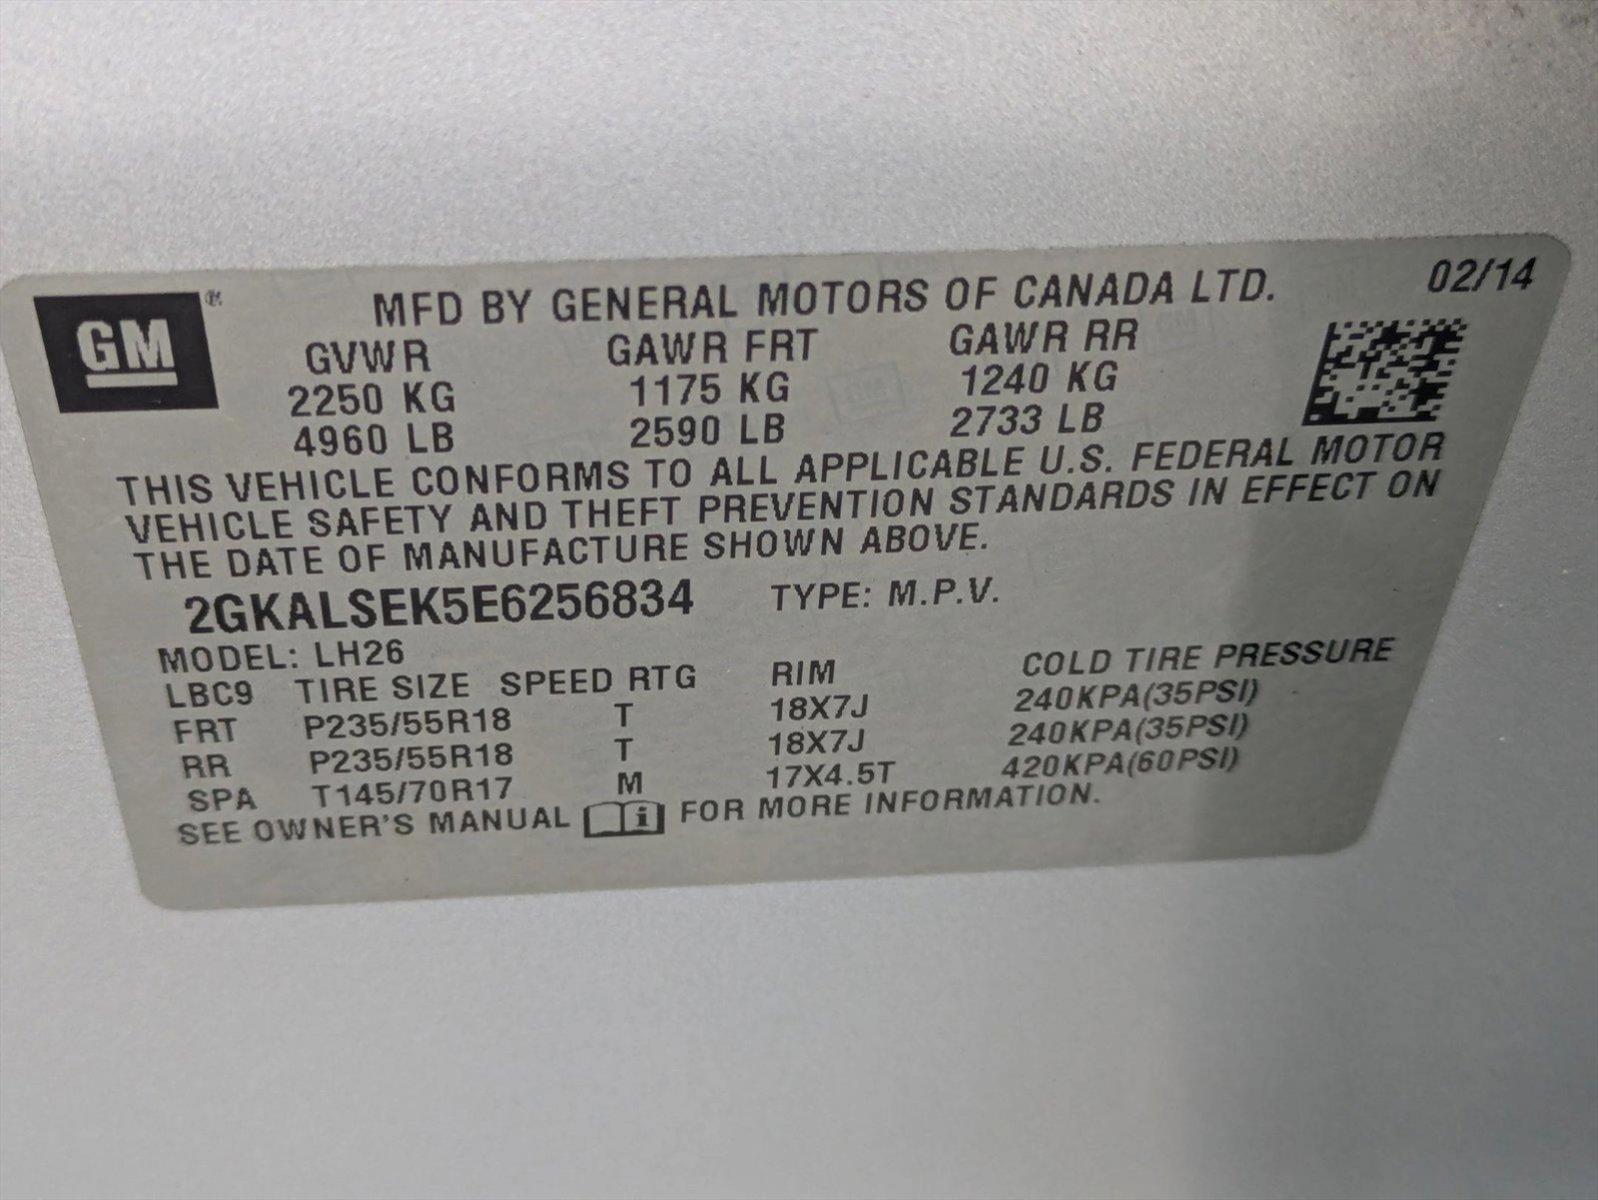 GM ® MFD BY GENERAL MOTORS OF CANADA LTD. 02/14
GVWR GAWR FRT GAWR RR
2250 KG 1175 KG 1240 KG
4960 LB 2590 LB 2733 LB
THIS VEHICLE CONFORMS TO ALL APPLICABLE U.S. FEDERAL MOTOR
VEHICLE SAFETY AND THEFT PREVENTION STANDARDS IN EFFECT ON
THE DATE OF MANUFACTURE SHOWN ABOVE.
2GKALSEK5E6256834 TYPE: M.P.V.
MODEL: LH26
LBC9 TIRE SIZE SPEED RTG RIM COLD TIRE PRESSURE
FRT P235/55R18 T 18X7J 240KPA(35PSI)
RR P235/55R18 T 18X7J 240KPA(35PSI)
SPA T145/70R17 M 17X4.5T 420KPA(60PSI)
SEE OWNER'S MANUAL i FOR MORE INFORMATION.